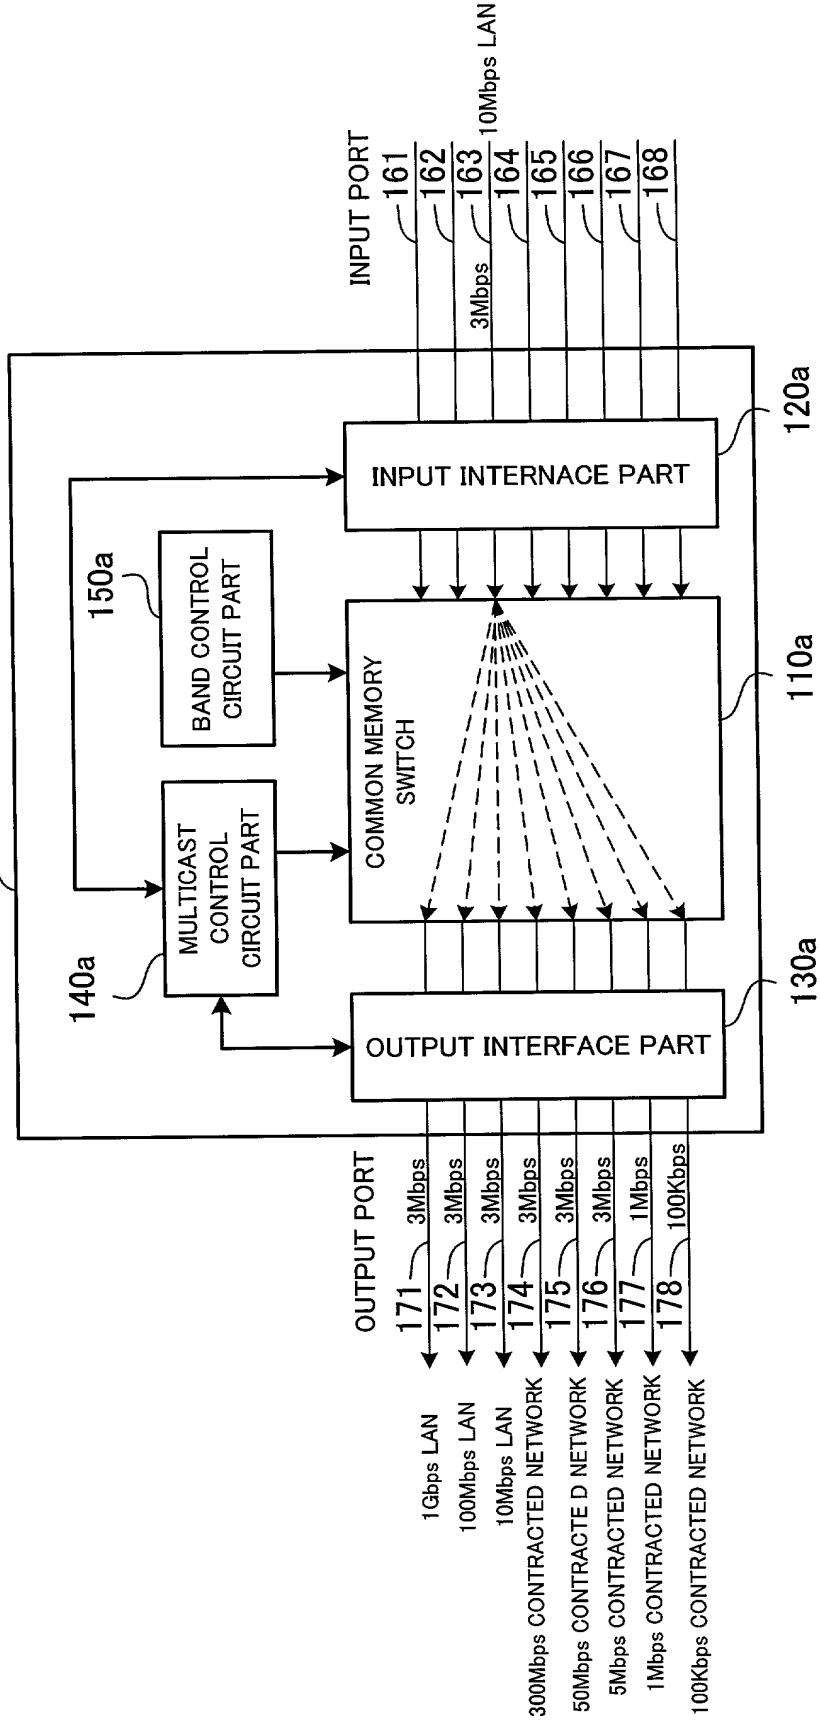 INPUT PORT
161
162
163
164
165
166
167
168
10Mbps LAN
3Mbps
INPUT INTERNACE PART
120a
150a
BAND CONTROL
CIRCUIT PART
COMMON MEMORY
SWITCH
110a
MULTICAST
CONTROL
CIRCUIT PART
140a
OUTPUT INTERFACE PART
130a
OUTPUT PORT
171
172
173
174
175
176
177
178
3Mbps
3Mbps
3Mbps
3Mbps
3Mbps
3Mbps
1Mbps
100Kbps
1Gbps LAN
100Mbps LAN
10Mbps LAN
300Mbps CONTRACTED NETWORK
50Mbps CONTRACTE D NETWORK
5Mbps CONTRACTED NETWORK
1Mbps CONTRACTED NETWORK
100Kbps CONTRACTED NETWORK